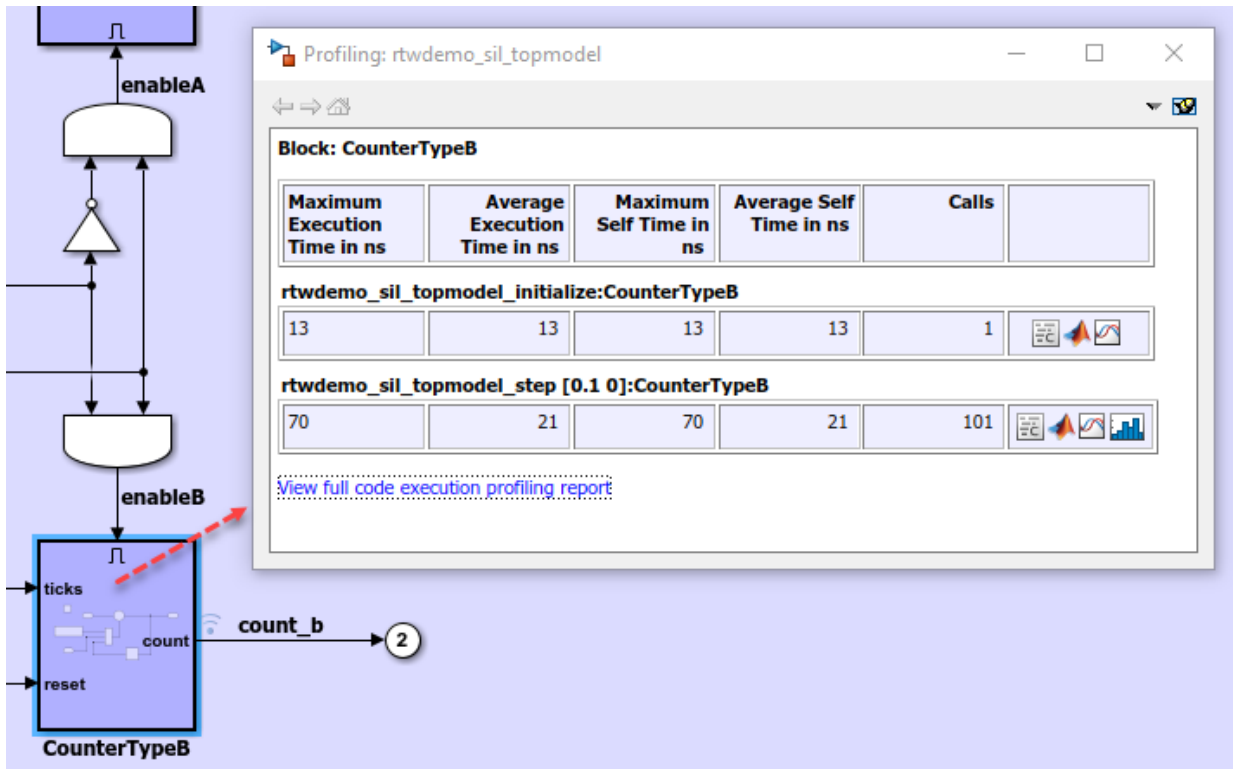 enableA
Profiling: rtwdemo_sil_topmodel
Block: CounterTypeB
Maximum Execution Time in ns
Average Execution Time in ns
Maximum Self Time in ns
Average Self Time in ns
Calls
rtwdemo_sil_topmodel_initialize:CounterTypeB
13 13 13 13 1
rtwdemo_sil_topmodel_step [0.1 0]:CounterTypeB
70 21 70 21 101
View full code execution profiling report
enableB
ticks
count
reset
count_b
2
CounterTypeB